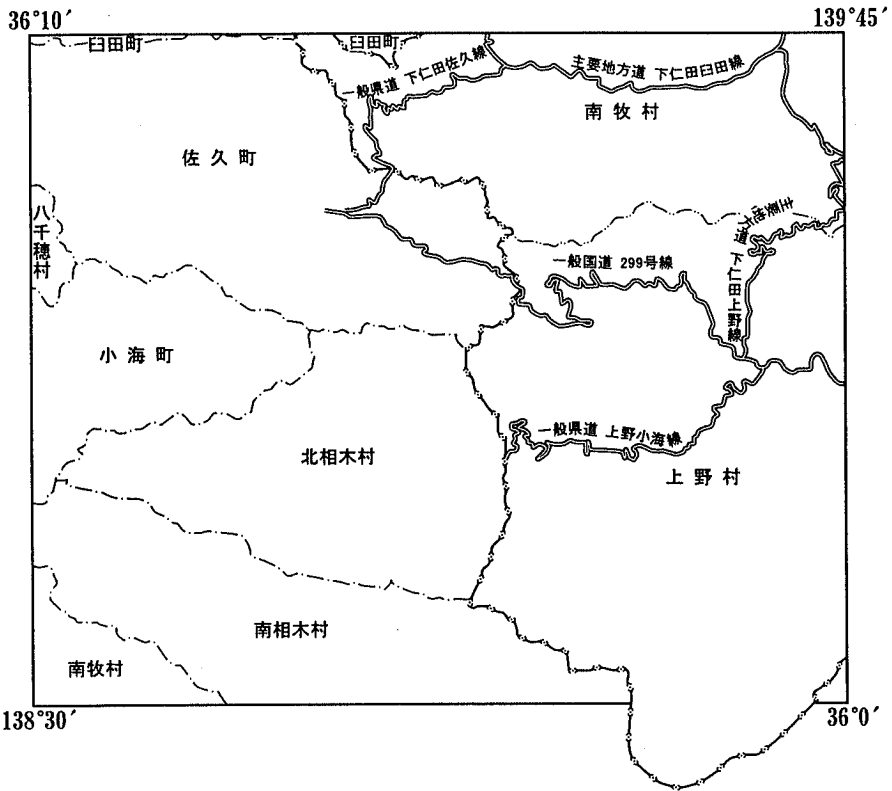 36°10′
139°45′
臼田町
臼田町
一般県道 下仁田佐久線
主要地方道 下仁田臼田線
南牧村
佐久町
八千穂村
主要地方道 下仁田上野線
一般国道 299号線
小海町
一般県道 上野小海線
北相木村
上野村
南相木村
南牧村
138°30′
36°0′